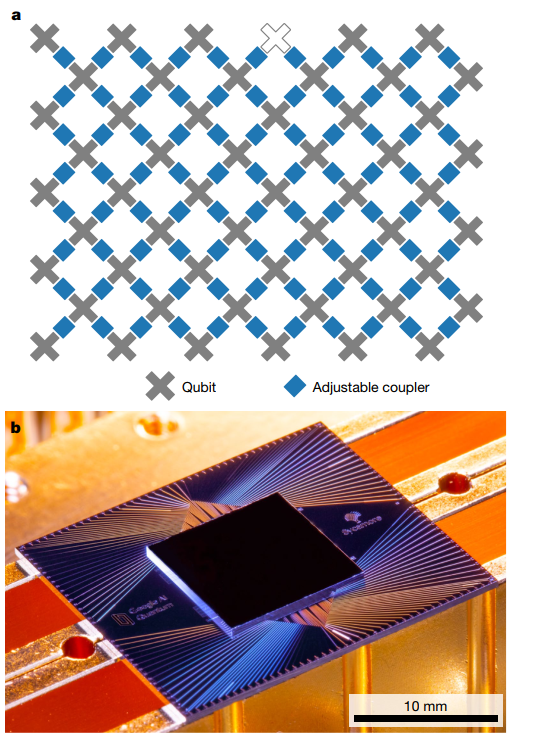 a
Qubit
Adjustable coupler
b
Sycamore
Google AI
Quantum
10 mm